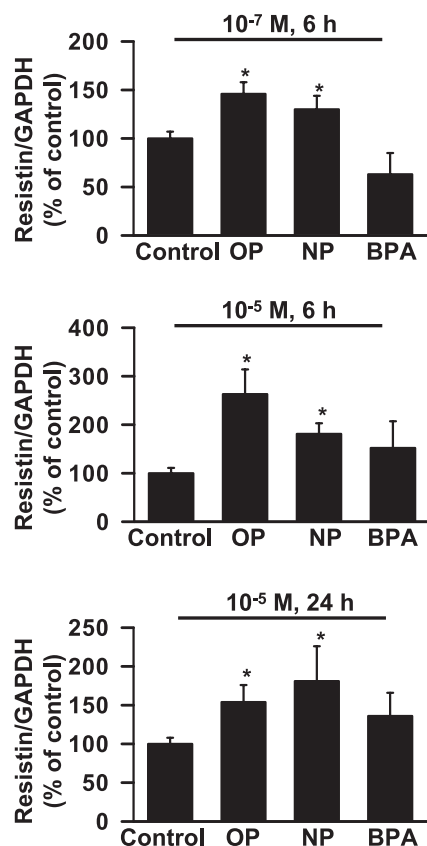 10⁻⁷ M, 6 h
Resistin/GAPDH
(% of control)
200
150
100
50
0
*
*
Control OP NP BPA
10⁻⁵ M, 6 h
Resistin/GAPDH
(% of control)
400
300
200
100
0
*
*
Control OP NP BPA
10⁻⁵ M, 24 h
Resistin/GAPDH
(% of control)
250
200
150
100
50
0
*
*
Control OP NP BPA